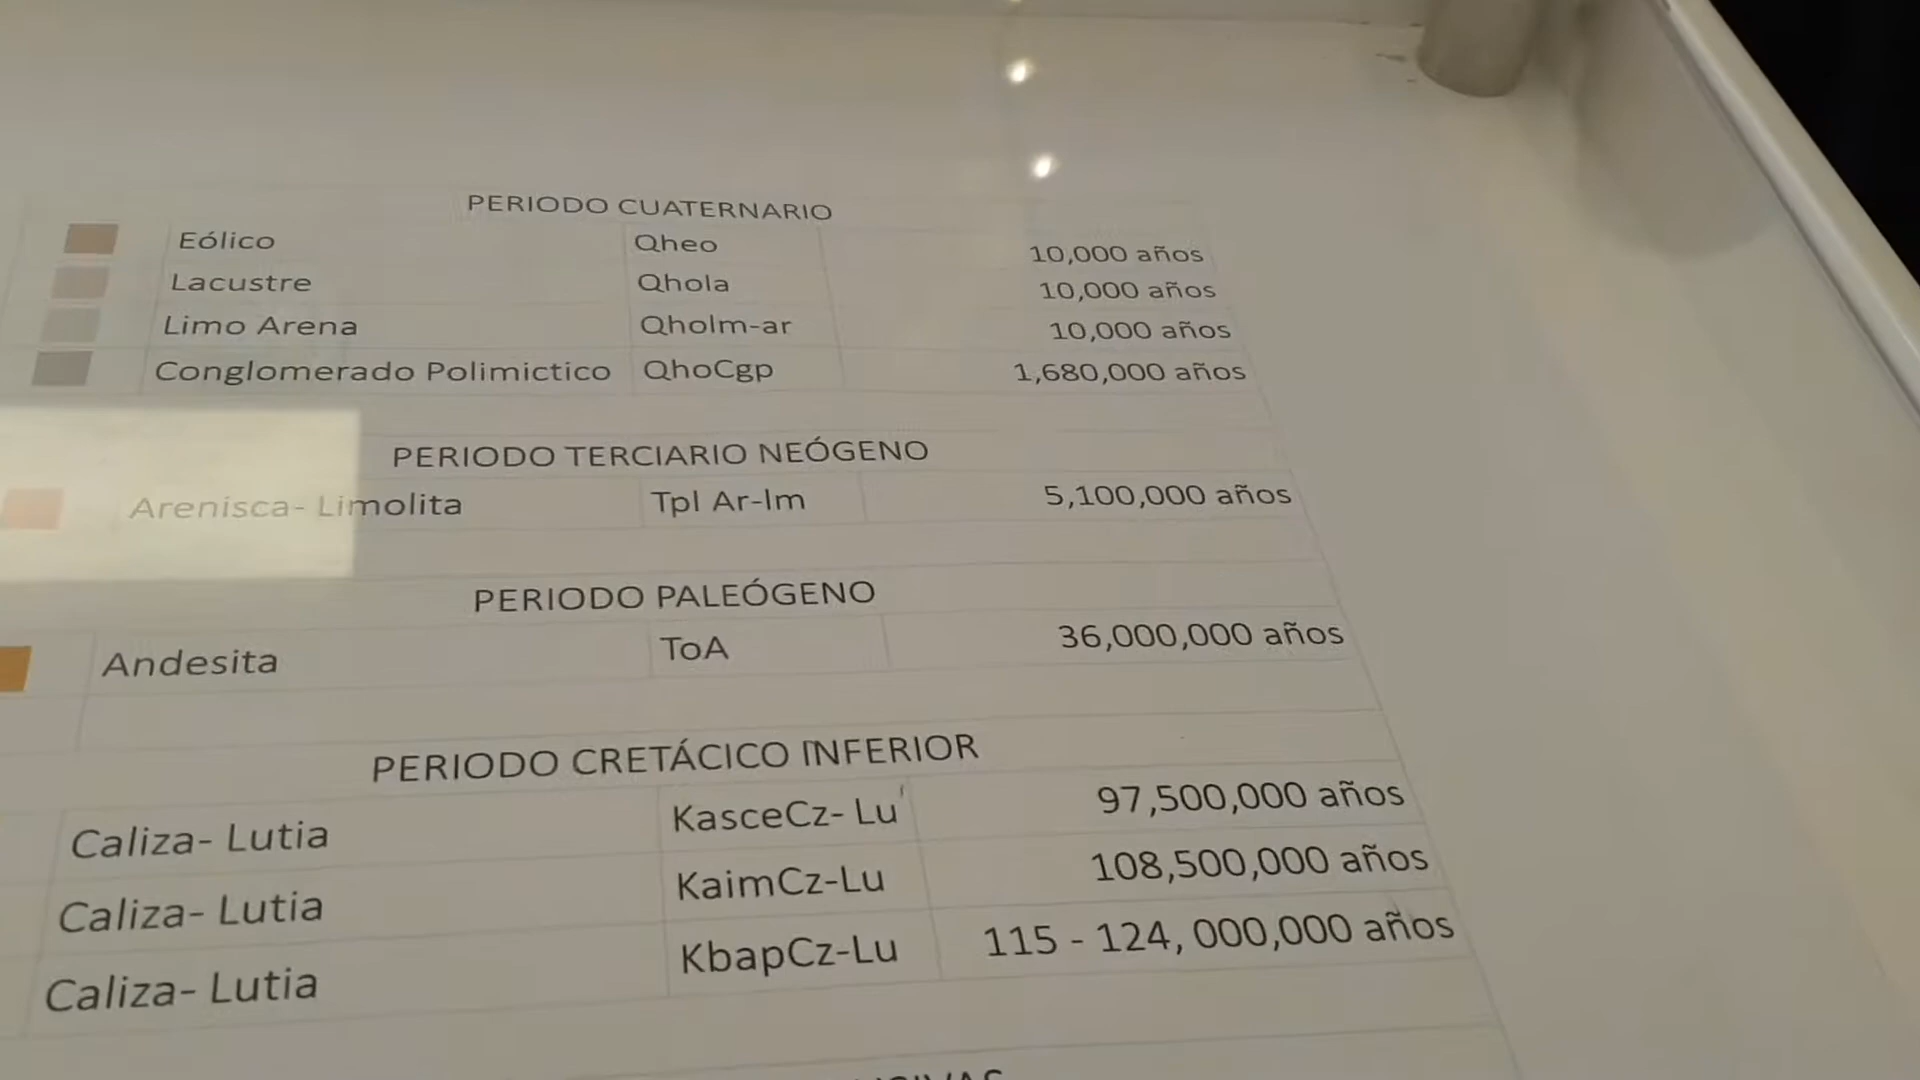 PERIODO CUATERNARIO
Eólico Qheo 10,000 años
Lacustre Qhola 10,000 años
Limo Arena Qholm-ar 10,000 años
Conglomerado Polimictico QhoCgp 1,680,000 años
PERIODO TERCIARIO NEÓGENO
Arenisca- Limolita Tpl Ar-lm 5,100,000 años
PERIODO PALEÓGENO
Andesita ToA 36,000,000 años
PERIODO CRETÁCICO INFERIOR
Caliza- Lutia KasceCz- Lu 97,500,000 años
Caliza- Lutia KaimCz-Lu 108,500,000 años
Caliza- Lutia KbapCz-Lu 115 - 124, 000,000 años